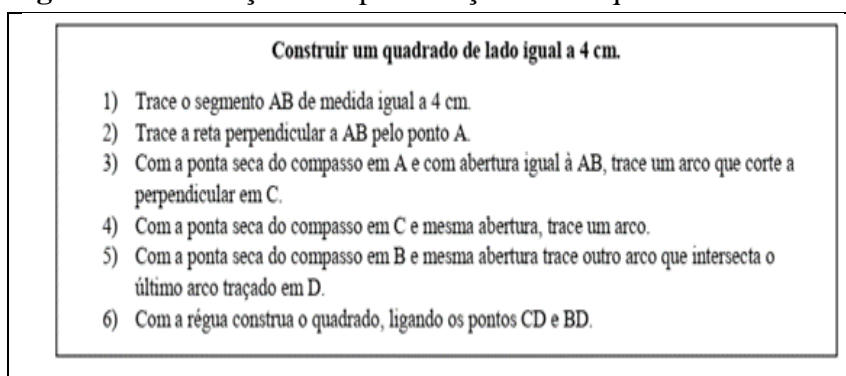 Construir um quadrado de lado igual a 4 cm.
1) Trace o segmento AB de medida igual a 4 cm.
2) Trace a reta perpendicular a AB pelo ponto A.
3) Com a ponta seca do compasso em A e com abertura igual à AB, trace um arco que corte a
perpendicular em C.
4) Com a ponta seca do compasso em C e mesma abertura, trace um arco.
5) Com a ponta seca do compasso em B e mesma abertura trace outro arco que intersecta o
último arco traçado em D.
6) Com a régua construa o quadrado, ligando os pontos CD e BD.